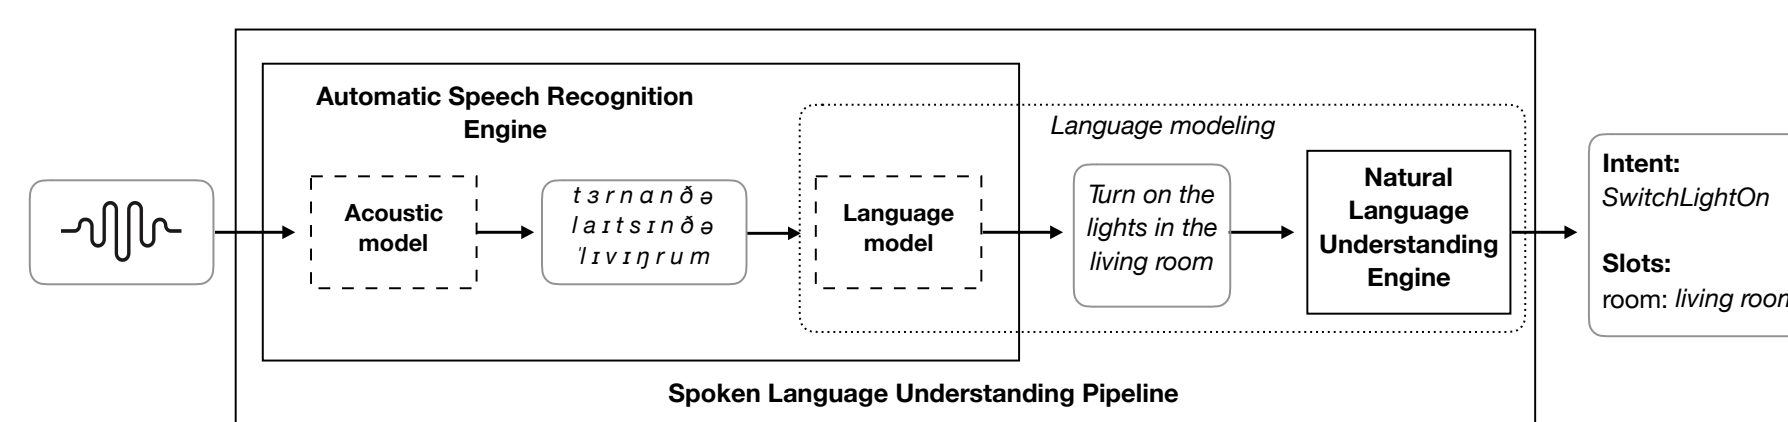 Automatic Speech Recognition
Engine
Language modeling
Acoustic
model
t ɜ r n ɑ n ð ə
l a ɪ t s ɪ n ð ə
ˈl ɪ v ɪ ŋ r u m
Language
model
Turn on the
lights in the
living room
Natural
Language
Understanding
Engine
Intent:
SwitchLightOn
Slots:
room: living room
Spoken Language Understanding Pipeline